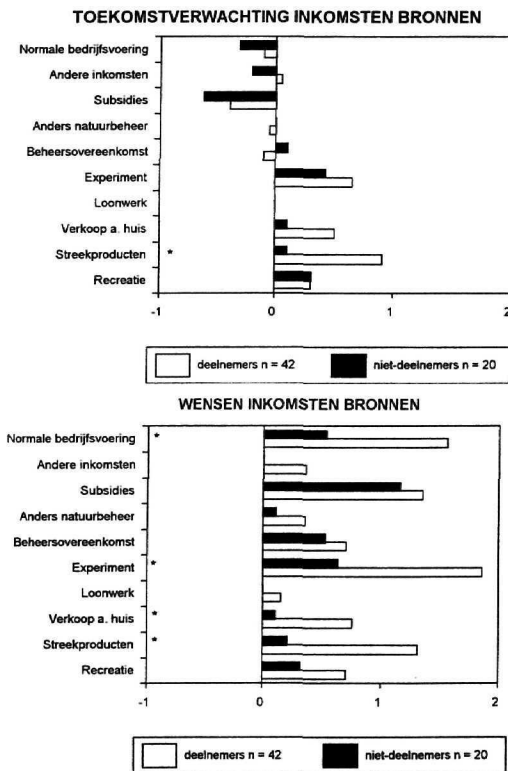 TOEKOMSTVERWACHTING INKOMSTEN BRONNEN
Normale bedrijfsvoering
Andere inkomsten
Subsidies
Anders natuurbeheer
Beheersovereenkomst
Experiment
Loonwerk
Verkoop a. huis
Streekproducten *
Recreatie
-1 0 1 2
deelnemers n = 42 niet-deelnemers n = 20
WENSEN INKOMSTEN BRONNEN
Normale bedrijfsvoering *
Andere inkomsten
Subsidies
Anders natuurbeheer
Beheersovereenkomst
Experiment *
Loonwerk
Verkoop a. huis *
Streekproducten *
Recreatie
-1 0 1 2
deelnemers n = 42 niet-deelnemers n = 20